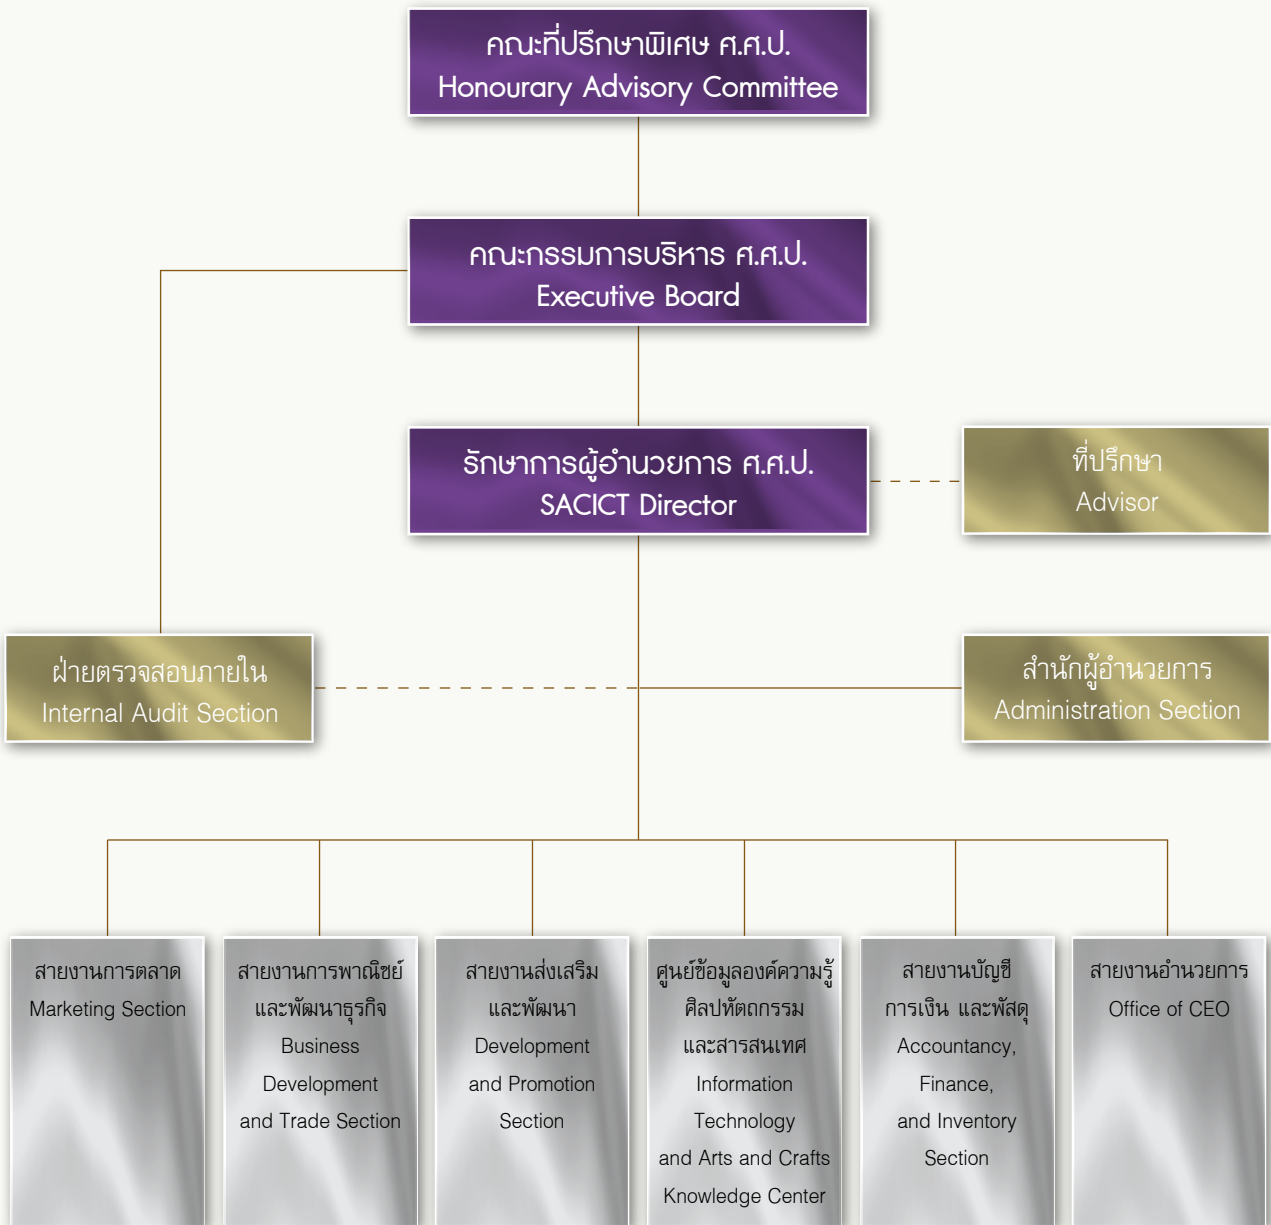 คณะที่ปรึกษาพิเศษ ศ.ศ.ป.
Honourary Advisory Committee
คณะกรรมการบริหาร ศ.ศ.ป.
Executive Board
รักษาการผู้อำนวยการ ศ.ศ.ป.
SACICT Director
ที่ปรึกษา
Advisor
ฝ่ายตรวจสอบภายใน
Internal Audit Section
สำนักผู้อำนวยการ
Administration Section
สายงานการตลาด
Marketing Section
สายงานการพาณิชย์
และพัฒนาธุรกิจ
Business
Development
and Trade Section
สายงานส่งเสริม
และพัฒนา
Development
and Promotion
Section
ศูนย์ข้อมูลองค์ความรู้
ศิลปหัตถกรรม
และสารสนเทศ
Information
Technology
and Arts and Crafts
Knowledge Center
สายงานบัญชี
การเงิน และพัสดุ
Accountancy,
Finance,
and Inventory
Section
สายงานอำนวยการ
Office of CEO